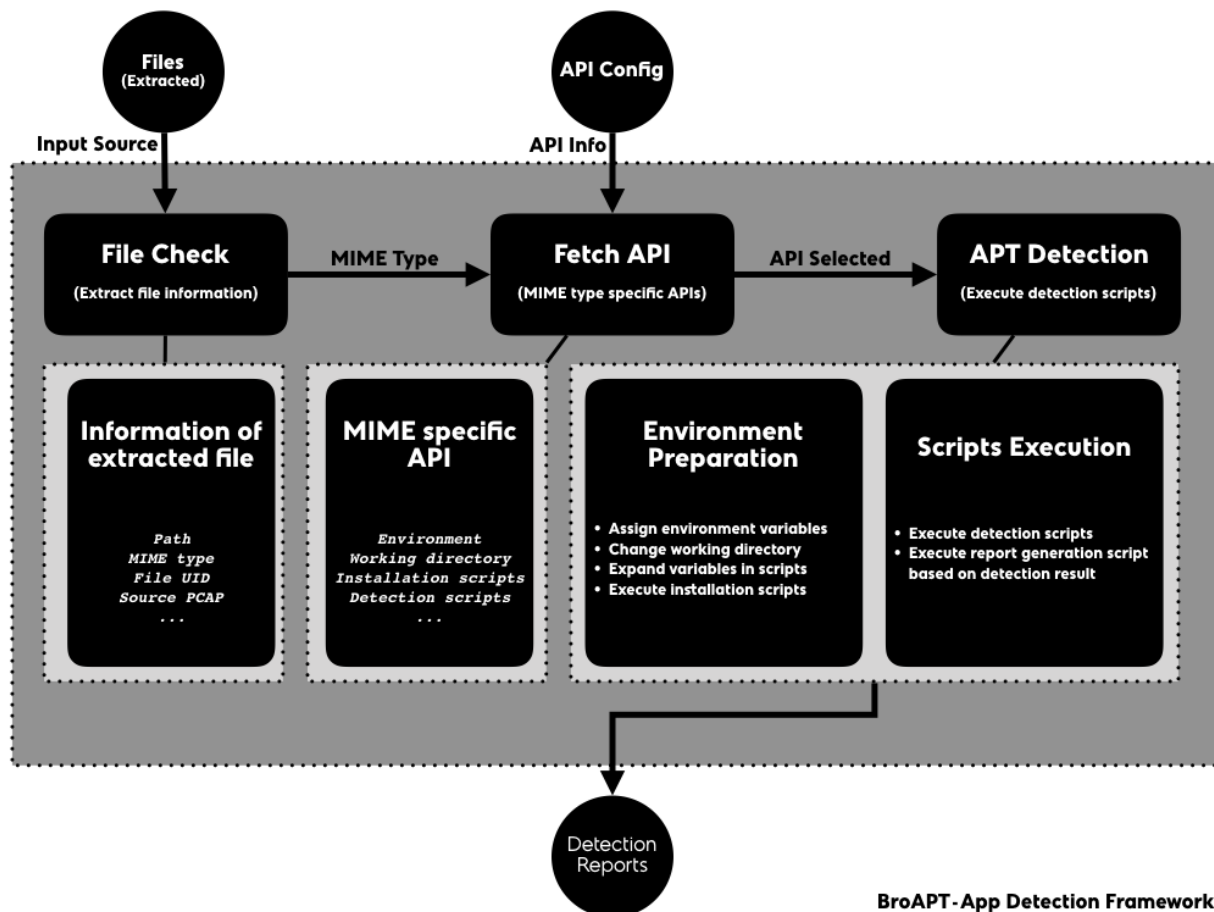 Files
(Extracted)
API Config
Input Source
API Info
File Check
(Extract file information)
MIME Type
Fetch API
(MIME type specific APIs)
API Selected
APT Detection
(Execute detection scripts)
Information of
extracted file
Path
MIME type
File UID
Source PCAP
...
MIME specific
API
Environment
Working directory
Installation scripts
Detection scripts
...
Environment
Preparation
• Assign environment variables
• Change working directory
• Expand variables in scripts
• Execute installation scripts
Scripts Execution
• Execute detection scripts
• Execute report generation script
based on detection result
Detection
Reports
BroAPT-App Detection Framework